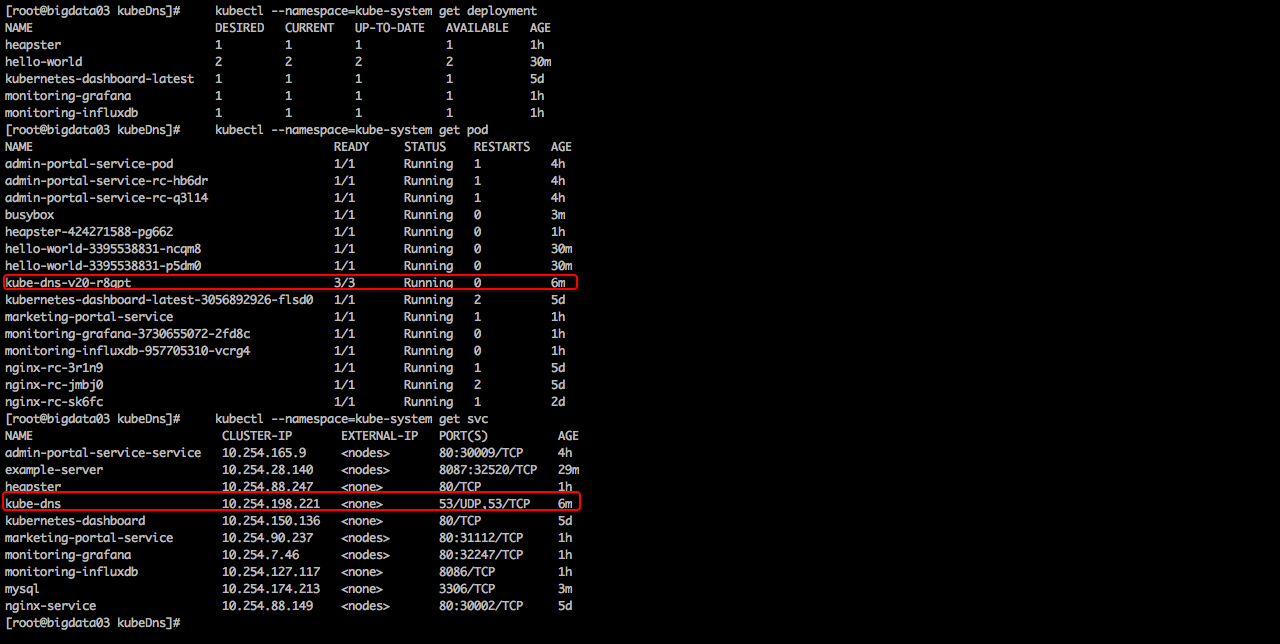 [root@bigdata03 kubeDns]#     kubectl --namespace=kube-system get deployment
NAME                          DESIRED   CURRENT   UP-TO-DATE   AVAILABLE   AGE
heapster                      1         1         1            1           1h
hello-world                   2         2         2            2           30m
kubernetes-dashboard-latest   1         1         1            1           5d
monitoring-grafana            1         1         1            1           1h
monitoring-influxdb           1         1         1            1           1h
[root@bigdata03 kubeDns]#     kubectl --namespace=kube-system get pod
NAME                                           READY     STATUS    RESTARTS   AGE
admin-portal-service-pod                       1/1       Running   1          4h
admin-portal-service-rc-hb6dr                  1/1       Running   1          4h
admin-portal-service-rc-q3l14                  1/1       Running   1          4h
busybox                                        1/1       Running   0          3m
heapster-424271588-pg662                       1/1       Running   0          1h
hello-world-3395538831-ncqm8                   1/1       Running   0          30m
hello-world-3395538831-p5dm0                   1/1       Running   0          30m
kube-dns-v20-r8gpt                             3/3       Running   0          6m
kubernetes-dashboard-latest-3056892926-flsd0   1/1       Running   2          5d
marketing-portal-service                       1/1       Running   1          1h
monitoring-grafana-3730655072-2fd8c            1/1       Running   0          1h
monitoring-influxdb-957705310-vcrg4            1/1       Running   0          1h
nginx-rc-3r1n9                                 1/1       Running   1          5d
nginx-rc-jmbj0                                 1/1       Running   2          5d
nginx-rc-sk6fc                                 1/1       Running   1          2d
[root@bigdata03 kubeDns]#     kubectl --namespace=kube-system get svc
NAME                           CLUSTER-IP       EXTERNAL-IP   PORT(S)          AGE
admin-portal-service-service   10.254.165.9     <nodes>       80:30009/TCP     4h
example-server                 10.254.28.140    <nodes>       8087:32520/TCP   29m
heapster                       10.254.88.247    <none>        80/TCP           1h
kube-dns                       10.254.198.221   <none>        53/UDP,53/TCP    6m
kubernetes-dashboard           10.254.150.136   <none>        80/TCP           5d
marketing-portal-service       10.254.90.237    <nodes>       80:31112/TCP     1h
monitoring-grafana             10.254.7.46      <nodes>       80:32247/TCP     1h
monitoring-influxdb            10.254.127.117   <none>        8086/TCP         1h
mysql                          10.254.174.213   <none>        3306/TCP         3m
nginx-service                  10.254.88.149    <nodes>       80:30002/TCP     5d
[root@bigdata03 kubeDns]#